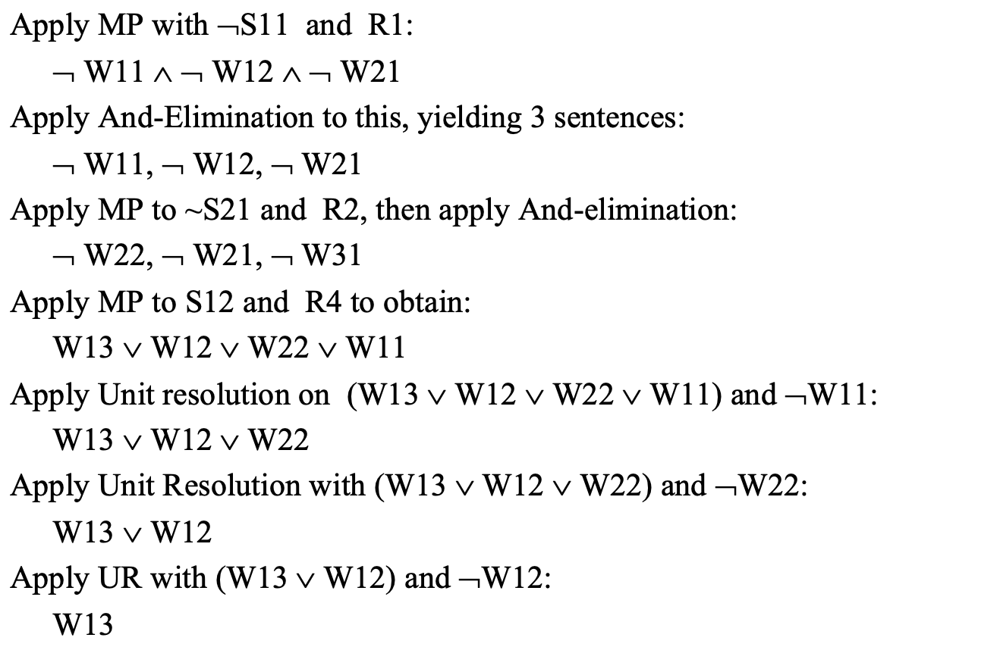 Apply MP with ¬S11 and R1:
¬ W11 ∧ ¬ W12 ∧ ¬ W21
Apply And-Elimination to this, yielding 3 sentences:
¬ W11, ¬ W12, ¬ W21
Apply MP to ~S21 and R2, then apply And-elimination:
¬ W22, ¬ W21, ¬ W31
Apply MP to S12 and R4 to obtain:
W13 ∨ W12 ∨ W22 ∨ W11
Apply Unit resolution on (W13 ∨ W12 ∨ W22 ∨ W11) and ¬W11:
W13 ∨ W12 ∨ W22
Apply Unit Resolution with (W13 ∨ W12 ∨ W22) and ¬W22:
W13 ∨ W12
Apply UR with (W13 ∨ W12) and ¬W12:
W13